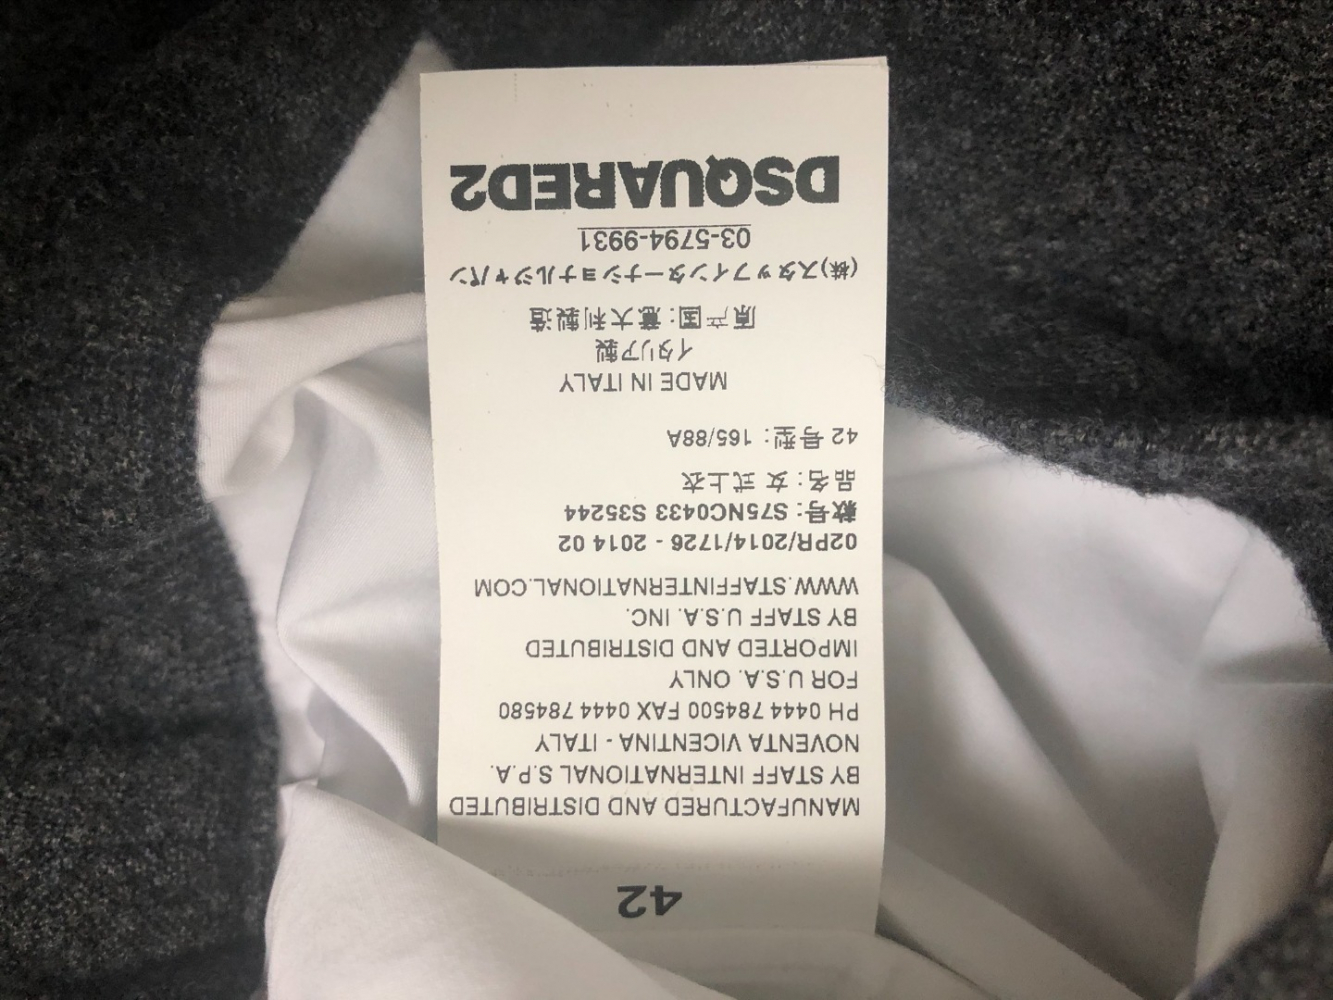 42
MANUFACTURED AND DISTRIBUTED
BY STAFF INTERNATIONAL S.P.A.
NOVENTA VICENTINA - ITALY
PH 0444 784500 FAX 0444 784580
FOR U.S.A. ONLY
IMPORTED AND DISTRIBUTED
BY STAFF U.S.A. INC.
WWW.STAFFINTERNATIONAL.COM
02PR/2014/1726 - 2014 02
款号: S75NC0433 S35244
品名: 女 式上衣
42 号型: 165/88A
MADE IN ITALY
イタリア製
原产国: 意大利製造
(株)スタッフインターナショナルジャパン
03-5794-9931
DSQUARED2